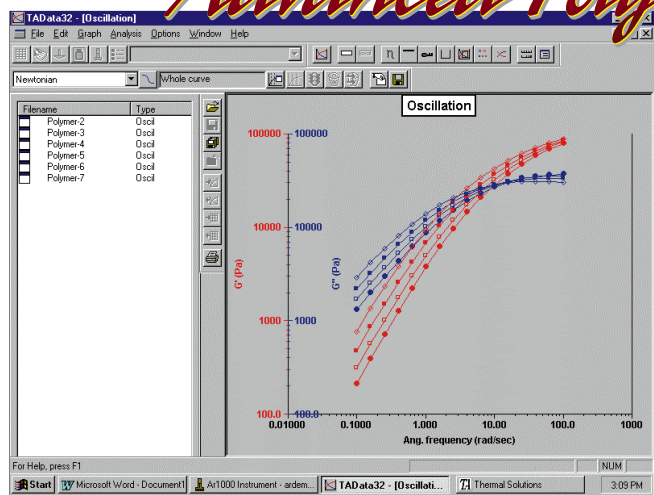 TAData32 - [Oscillation]
File Edit Graph Analysis Options Window Help
Newtonian
Whole curve
Filename Type
Polymer-2 Oscil
Polymer-3 Oscil
Polymer-4 Oscil
Polymer-5 Oscil
Polymer-6 Oscil
Polymer-7 Oscil
Oscillation
100000 100000
10000 10000
1000 1000
100.0 100.0
G' (Pa)
G'' (Pa)
0.01000 0.1000 1.000 10.00 100.0 1000
Ang. frequency (rad/sec)
For Help, press F1
NUM
Start Microsoft Word - Document1 Ar1000 Instrument - ardem... TAData32 - [Oscillati... Thermal Solutions 3:09 PM